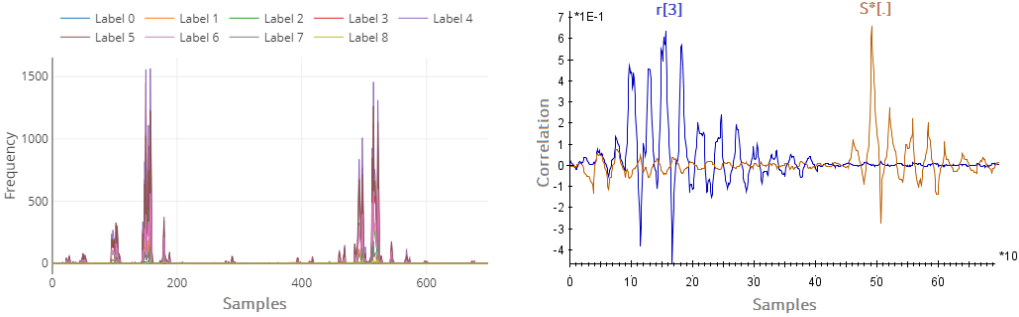 Label 0 Label 1 Label 2 Label 3 Label 4
Label 5 Label 6 Label 7 Label 8
1500
1000
500
0
Frequency
0 200 400 600
Samples
*1E-1
r[3]
S*[.]
7
6
5
4
3
2
1
0
-1
-2
-3
-4
Correlation
0 10 20 30 40 50 60
*10
Samples